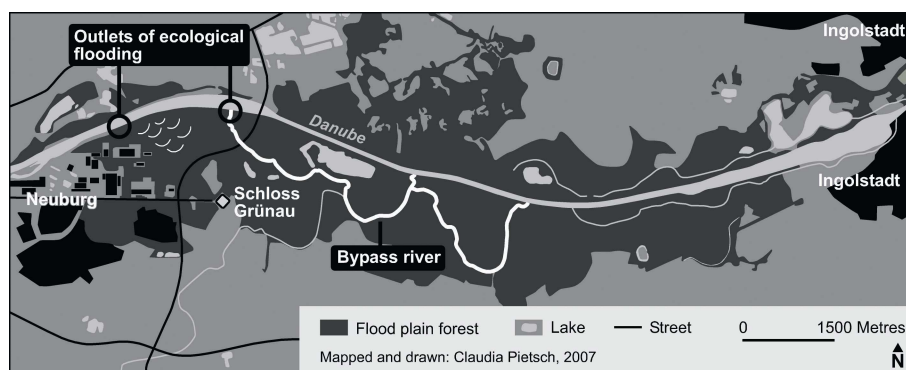 Outlets of ecological
flooding
Ingolstadt
Danube
Neuburg
Schloss
Grünau
Ingolstadt
Bypass river
Flood plain forest
Lake
Street
0
1500 Metres
Mapped and drawn: Claudia Pietsch, 2007
N